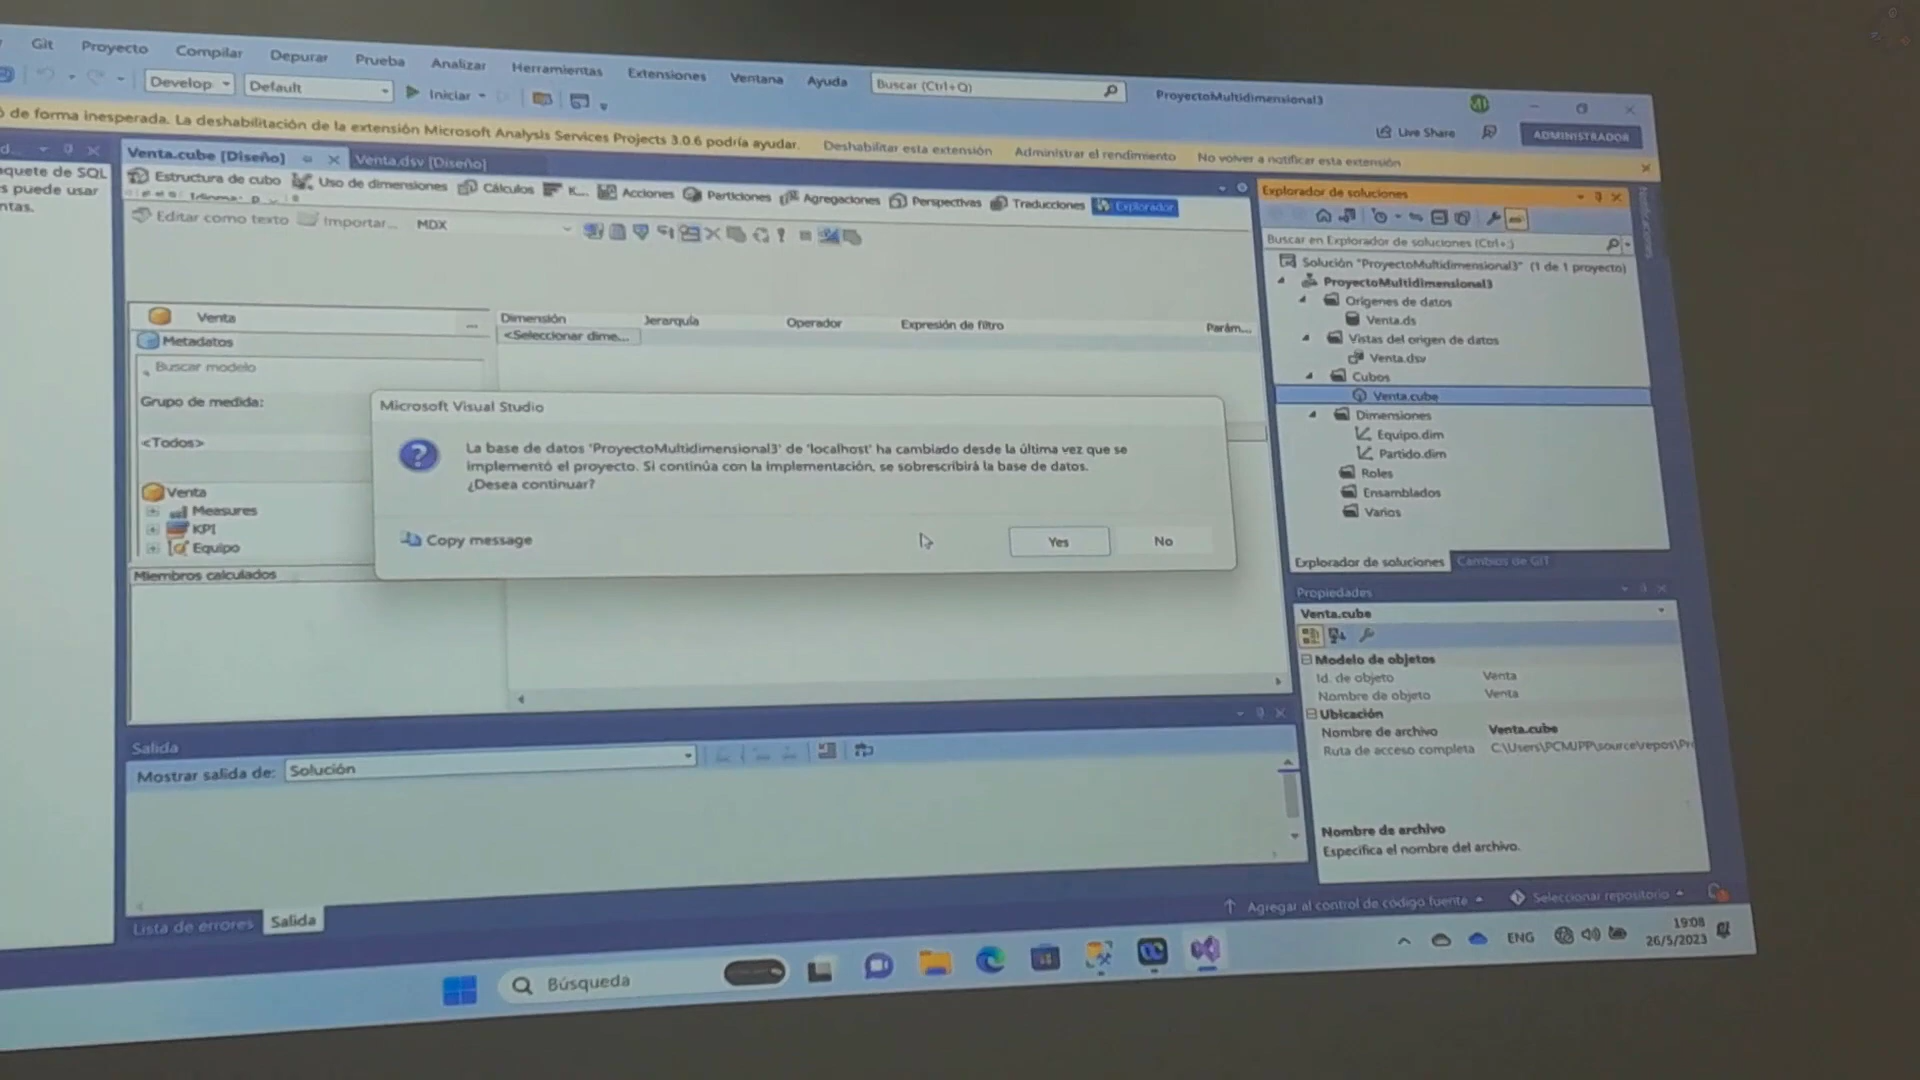 Git Proyecto Compilar Depurar Prueba Analizar Herramientas Extensiones Ventana Ayuda Buscar (Ctrl+Q) ProyectoMultidimensional3
Develop Default Iniciar Live Share ADMINISTRADOR
de forma inesperada. La deshabilitación de la extensión Microsoft Analysis Services Projects 3.0.6 podría ayudar. Deshabilitar esta extensión Administrar el rendimiento No volver a notificar esta extensión
quete de SQL
s puede usar
ntas.
Venta.cube [Diseño] Venta.dsv [Diseño]
Estructura de cubo Uso de dimensiones Cálculos K... Acciones Particiones Agregaciones Perspectivas Traducciones Explorador
Editar como texto Importar... MDX
Venta ...
Metadatos
Buscar modelo
Grupo de medida:
<Todos>
Venta
Measures
KPI
Equipo
Miembros calculados
Dimensión Jerarquía Operador Expresión de filtro Parám...
<Seleccionar dime...
Microsoft Visual Studio
La base de datos 'ProyectoMultidimensional3' de 'localhost' ha cambiado desde la última vez que se
implementó el proyecto. Si continúa con la implementación, se sobrescribirá la base de datos.
¿Desea continuar?
Copy message Yes No
Explorador de soluciones
Buscar en Explorador de soluciones (Ctrl+;)
Solución "ProyectoMultidimensional3" (1 de 1 proyecto)
ProyectoMultidimensional3
Orígenes de datos
Venta.ds
Vistas del origen de datos
Venta.dsv
Cubos
Venta.cube
Dimensiones
Equipo.dim
Partido.dim
Roles
Ensamblados
Varios
Explorador de soluciones Cambios de GIT
Propiedades
Venta.cube
Modelo de objetos
Id. de objeto Venta
Nombre de objeto Venta
Ubicación
Nombre de archivo Venta.cube
Ruta de acceso completa C:\Users\PCMJPP\source\repos\Pr
Nombre de archivo
Especifica el nombre del archivo.
Salida
Mostrar salida de: Solución
Lista de errores Salida
Agregar al control de código fuente Seleccionar repositorio
Búsqueda
ENG
19:08
26/5/2023